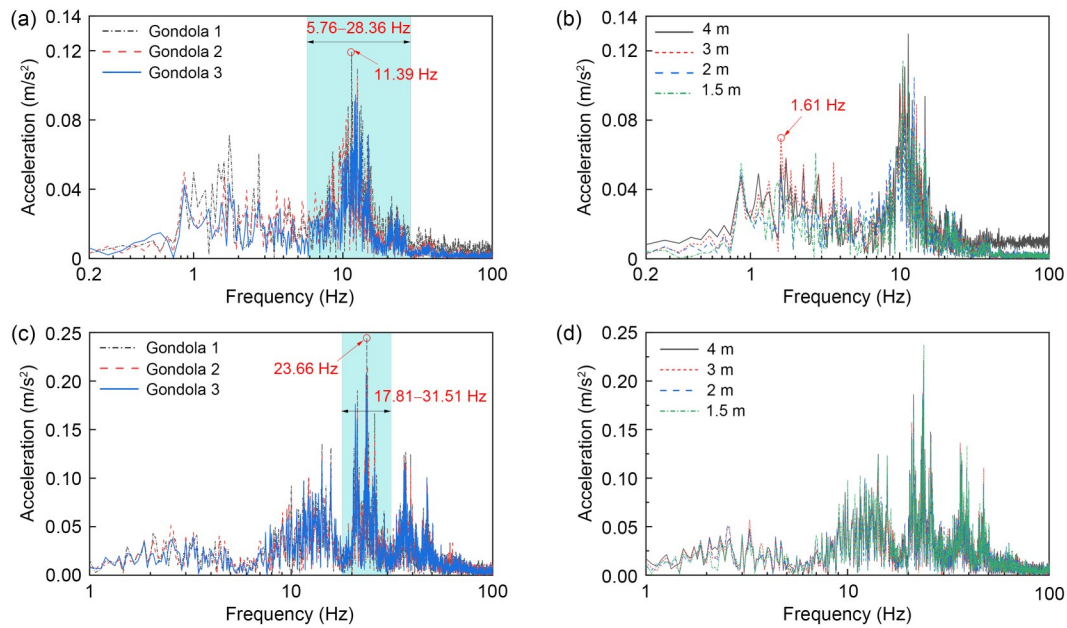 (a)
0.14
0.12
0.08
0.04
0.00
Acceleration (m/s²)
Gondola 1
Gondola 2
Gondola 3
5.76–28.36 Hz
11.39 Hz
0.2
1
10
100
Frequency (Hz)
(b)
0.14
0.12
0.08
0.04
0.00
Acceleration (m/s²)
4 m
3 m
2 m
1.5 m
1.61 Hz
0.2
1
10
100
Frequency (Hz)
(c)
0.25
0.20
0.15
0.10
0.05
0.00
Acceleration (m/s²)
Gondola 1
Gondola 2
Gondola 3
23.66 Hz
17.81–31.51 Hz
1
10
100
Frequency (Hz)
(d)
0.25
0.20
0.15
0.10
0.05
0.00
Acceleration (m/s²)
4 m
3 m
2 m
1.5 m
1
10
100
Frequency (Hz)